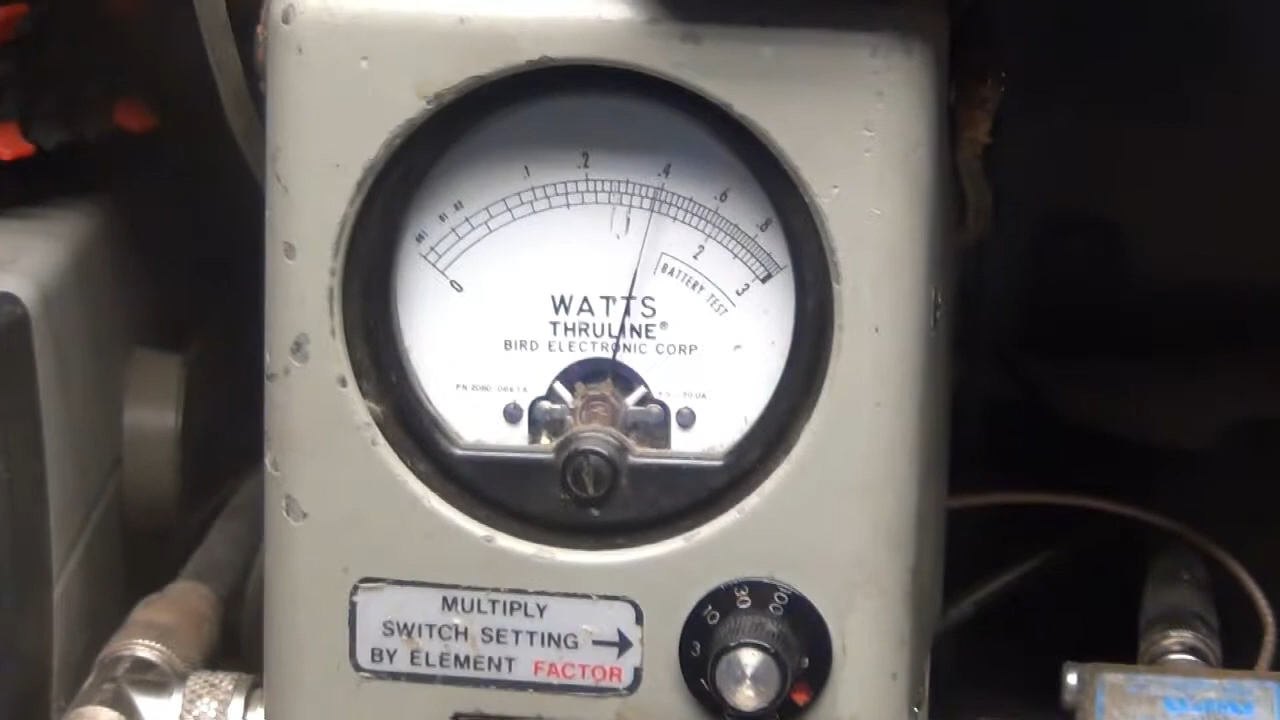 .1 .2 .4 .6 .8
0 2 3
BATTERY TEST
WATTS
THRULINE®
BIRD ELECTRONIC CORP
MULTIPLY
SWITCH SETTING →
BY ELEMENT FACTOR
3 10 30 100